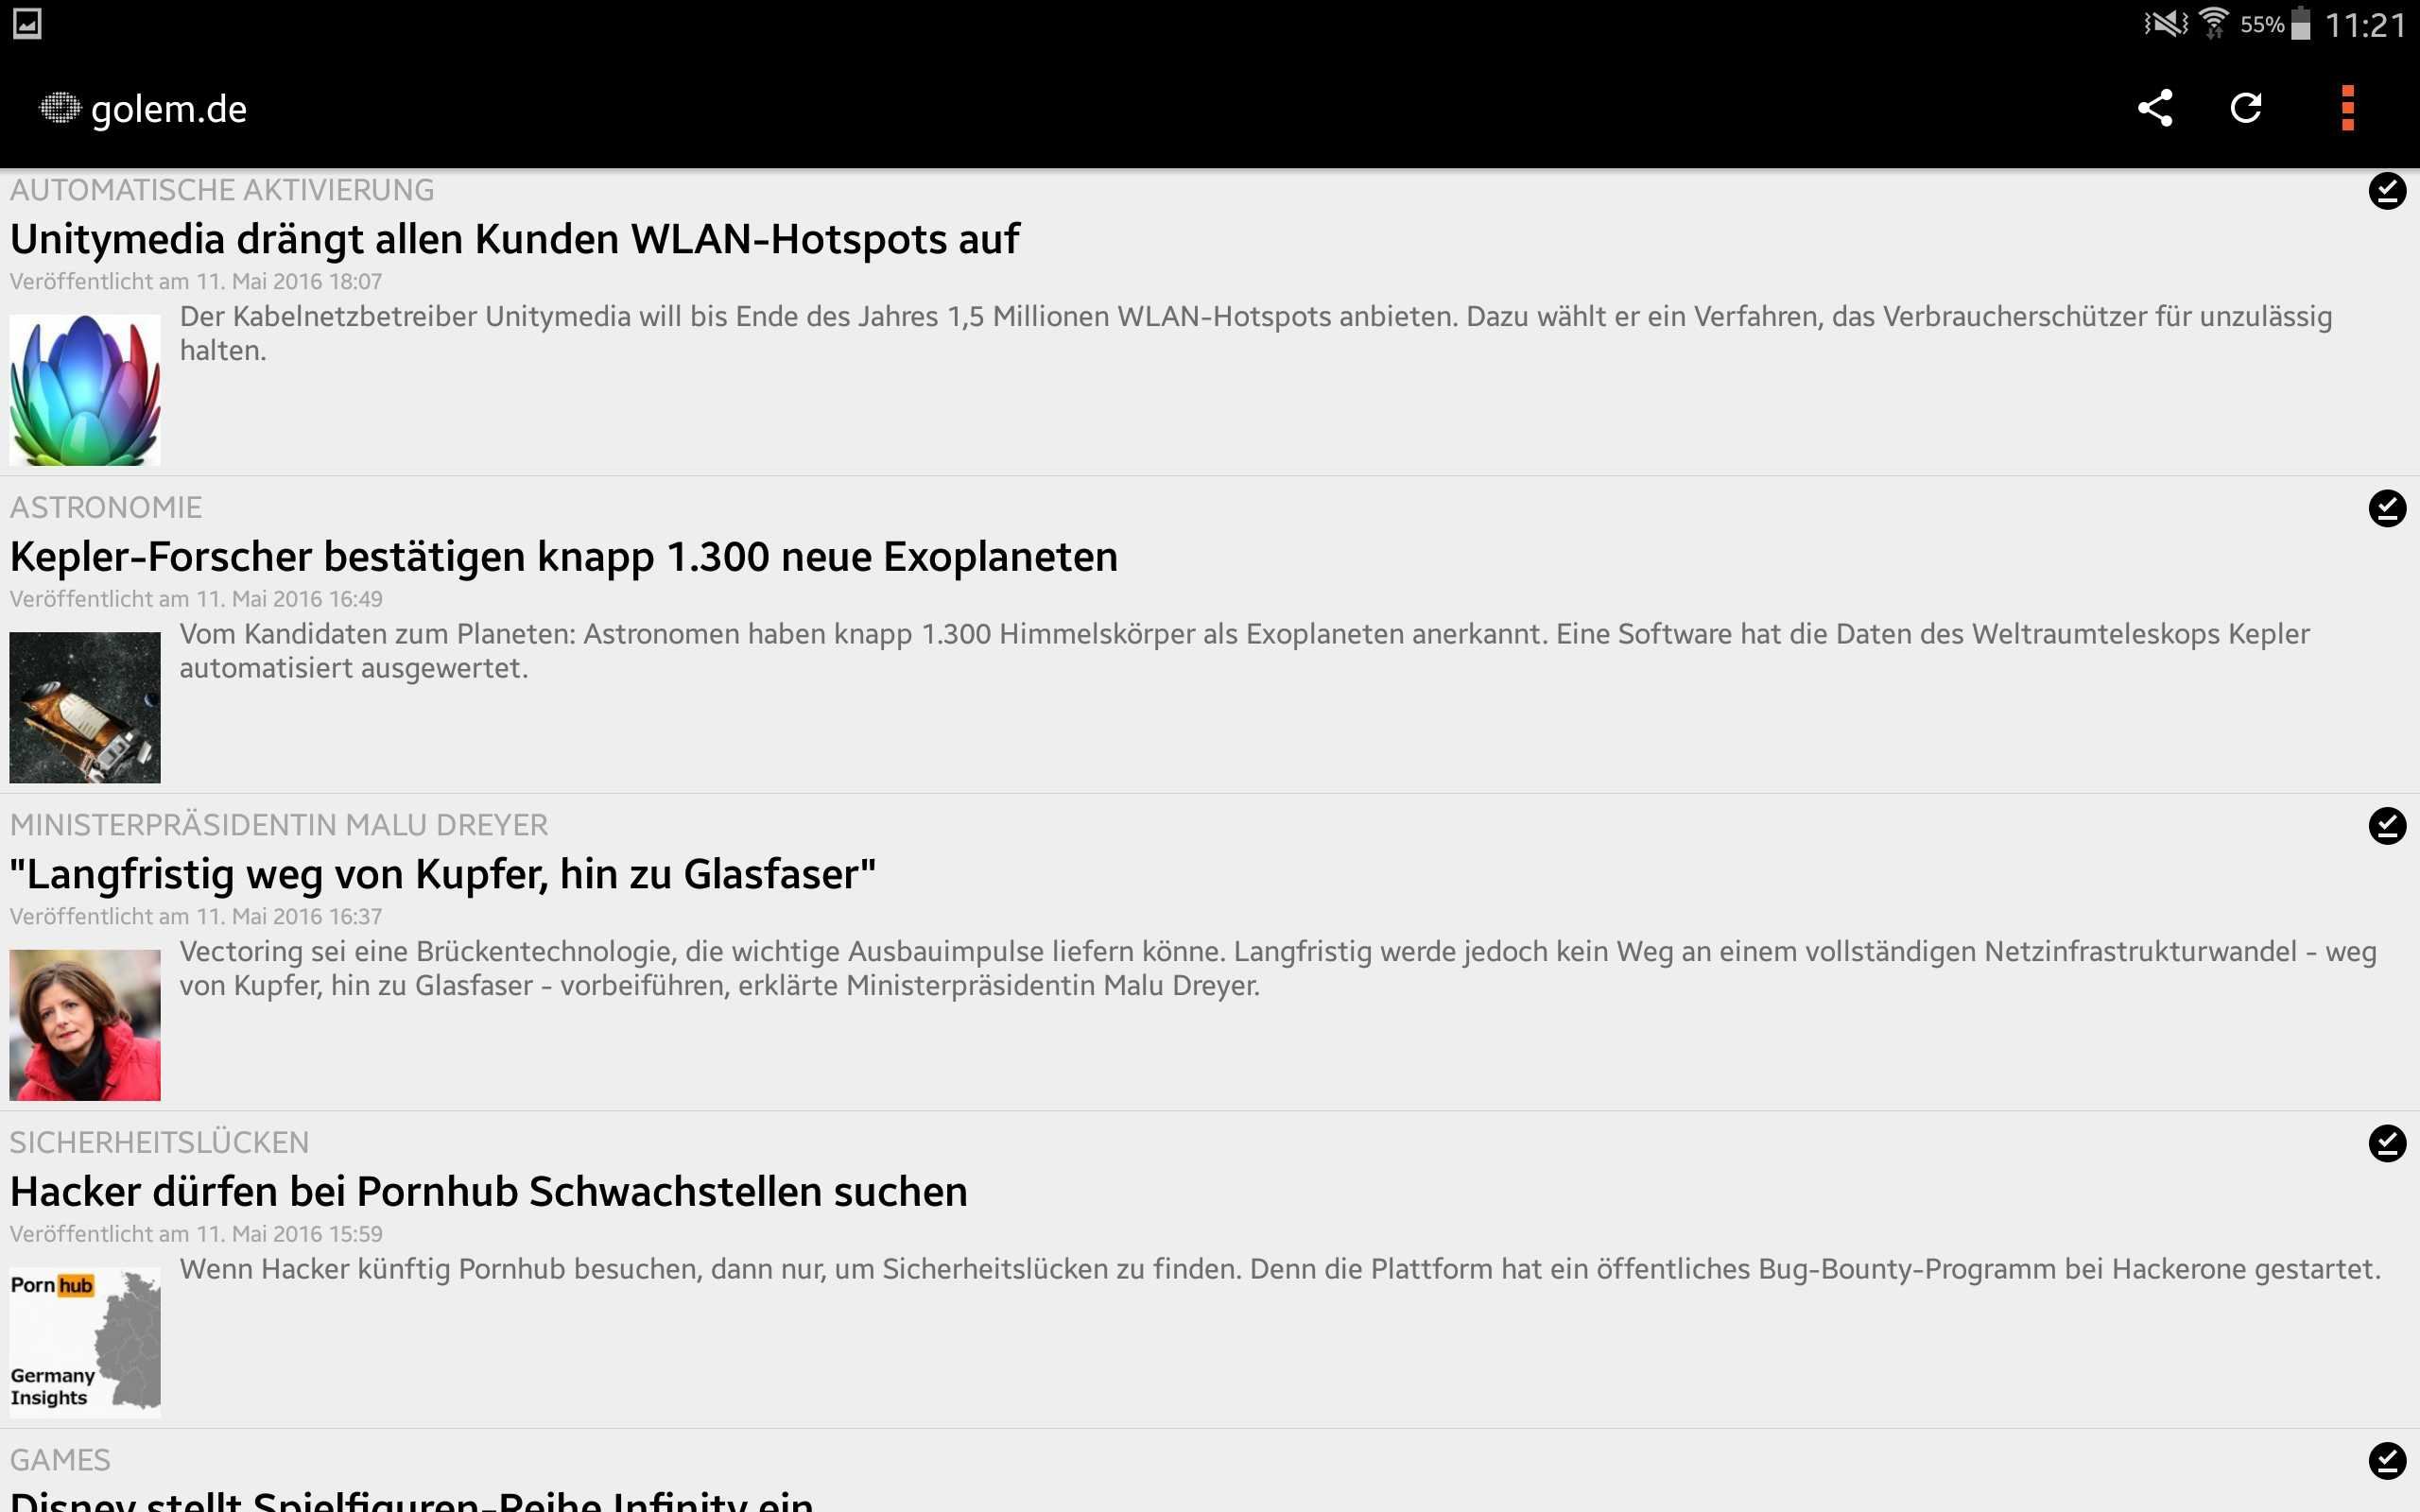 55% 11:21
golem.de
AUTOMATISCHE AKTIVIERUNG
Unitymedia drängt allen Kunden WLAN-Hotspots auf
Veröffentlicht am 11. Mai 2016 18:07
Der Kabelnetzbetreiber Unitymedia will bis Ende des Jahres 1,5 Millionen WLAN-Hotspots anbieten. Dazu wählt er ein Verfahren, das Verbraucherschützer für unzulässig
halten.
ASTRONOMIE
Kepler-Forscher bestätigen knapp 1.300 neue Exoplaneten
Veröffentlicht am 11. Mai 2016 16:49
Vom Kandidaten zum Planeten: Astronomen haben knapp 1.300 Himmelskörper als Exoplaneten anerkannt. Eine Software hat die Daten des Weltraumteleskops Kepler
automatisiert ausgewertet.
MINISTERPRÄSIDENTIN MALU DREYER
"Langfristig weg von Kupfer, hin zu Glasfaser"
Veröffentlicht am 11. Mai 2016 16:37
Vectoring sei eine Brückentechnologie, die wichtige Ausbauimpulse liefern könne. Langfristig werde jedoch kein Weg an einem vollständigen Netzinfrastrukturwandel - weg
von Kupfer, hin zu Glasfaser - vorbeiführen, erklärte Ministerpräsidentin Malu Dreyer.
SICHERHEITSLÜCKEN
Hacker dürfen bei Pornhub Schwachstellen suchen
Veröffentlicht am 11. Mai 2016 15:59
Wenn Hacker künftig Pornhub besuchen, dann nur, um Sicherheitslücken zu finden. Denn die Plattform hat ein öffentliches Bug-Bounty-Programm bei Hackerone gestartet.
Porn hub
Germany
Insights
GAMES
Disney stellt Spielfiguren-Reihe Infinity ein